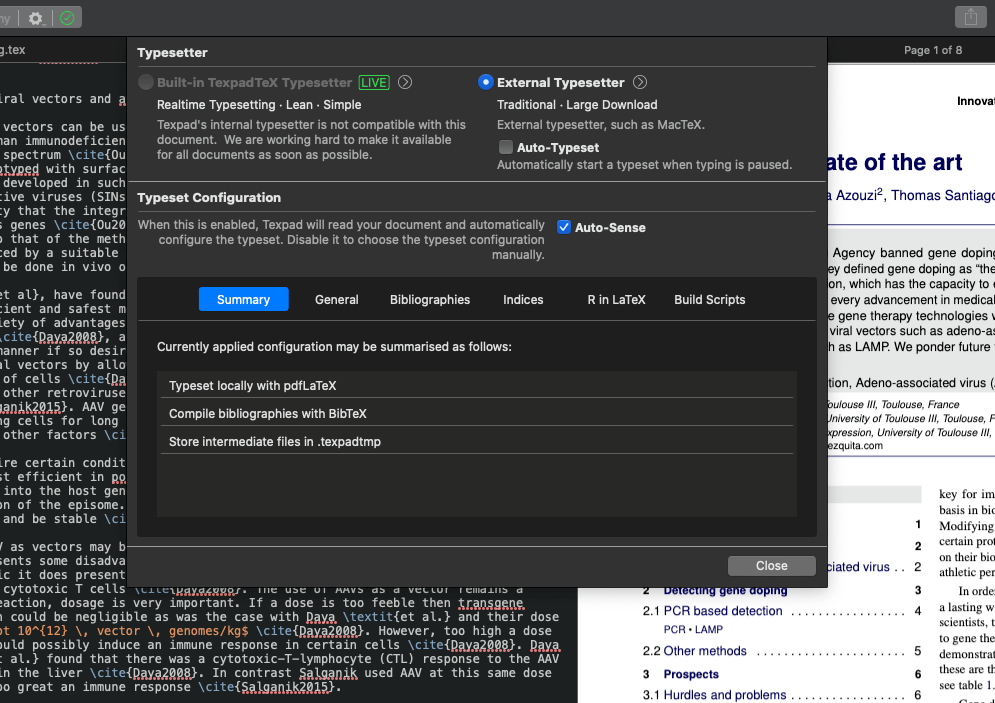 g.tex
Page 1 of 8
Typesetter
Built-in TexpadTeX Typesetter LIVE
Realtime Typesetting · Lean · Simple
Texpad's internal typesetter is not compatible with this
document. We are working hard to make it available
for all documents as soon as possible.
External Typesetter
Traditional · Large Download
External typesetter, such as MacTeX.
Auto-Typeset
Automatically start a typeset when typing is paused.
Typeset Configuration
When this is enabled, Texpad will read your document and automatically
configure the typeset. Disable it to choose the typeset configuration
manually.
Auto-Sense
Summary General Bibliographies Indices R in LaTeX Build Scripts
Currently applied configuration may be summarised as follows:
Typeset locally with pdfLaTeX
Compile bibliographies with BibTeX
Store intermediate files in .texpadtmp
Close
iral vectors and a
vectors can be us
man immunodeficien
spectrum \cite{Ou
otyped with surfac
developed in such
tive viruses (SINs
ty that the integr
s genes \cite{Ou20
o that of the meth
ced by a suitable
be done in vivo o
et al}, have found
cient and safest m
iety of advantages
\cite{Daya2008}, a
manner if so desir
al vectors by allo
of cells \cite{Da
other retroviruse
ganik2015}. AAV ge
ng cells for long
other factors \ci
ire certain condit
st efficient in po
into the host gen
on of the episome.
and be stable \ci
V as vectors may b
sents some disadva
ic it does present
cytotoxic T cells \cite{Daya2008}. The use of AAVs as a vector remains a
eaction, dosage is very important. If a dose is too feeble then transgene
n could be negligible as was the case with Daya \textit{et al.} and their dose
ot 10^{12} \, vector \, genomes/kg$ \cite{Daya2008}. However, too high a dose
ould possibly induce an immune response in certain cells \cite{Daya2008}. Daya
t al.} found that there was a cytotoxic–T–lymphocyte (CTL) response to the AAV
in the liver \cite{Daya2008}. In contrast Salganik used AAV at this same dose
oo great an immune response \cite{Salganik2015}.
Innova
ate of the art
a Azouzi2, Thomas Santiago
Agency banned gene doping
ey defined gene doping as “the
on, which has the capacity to e
every advancement in medical
e gene therapy technologies w
viral vectors such as adeno-as
h as LAMP. We ponder future
tion, Adeno-associated virus (
Toulouse III, Toulouse, France
University of Toulouse III, Toulouse, F
xpression, University of Toulouse III,
ezquita.com
1
2
ciated virus . . 2
2 Detecting gene doping 3
2.1 PCR based detection . . . . . . . . . . . . . . . . 4
PCR • LAMP
2.2 Other methods . . . . . . . . . . . . . . . . . . . . 5
3 Prospects 6
3.1 Hurdles and problems . . . . . . . . . . . . . . . 6
key for im
basis in bio
Modifying
certain prot
on their bio
athletic per
In orde
a lasting w
scientists, t
to gene the
demonstrat
these are th
see table 1.